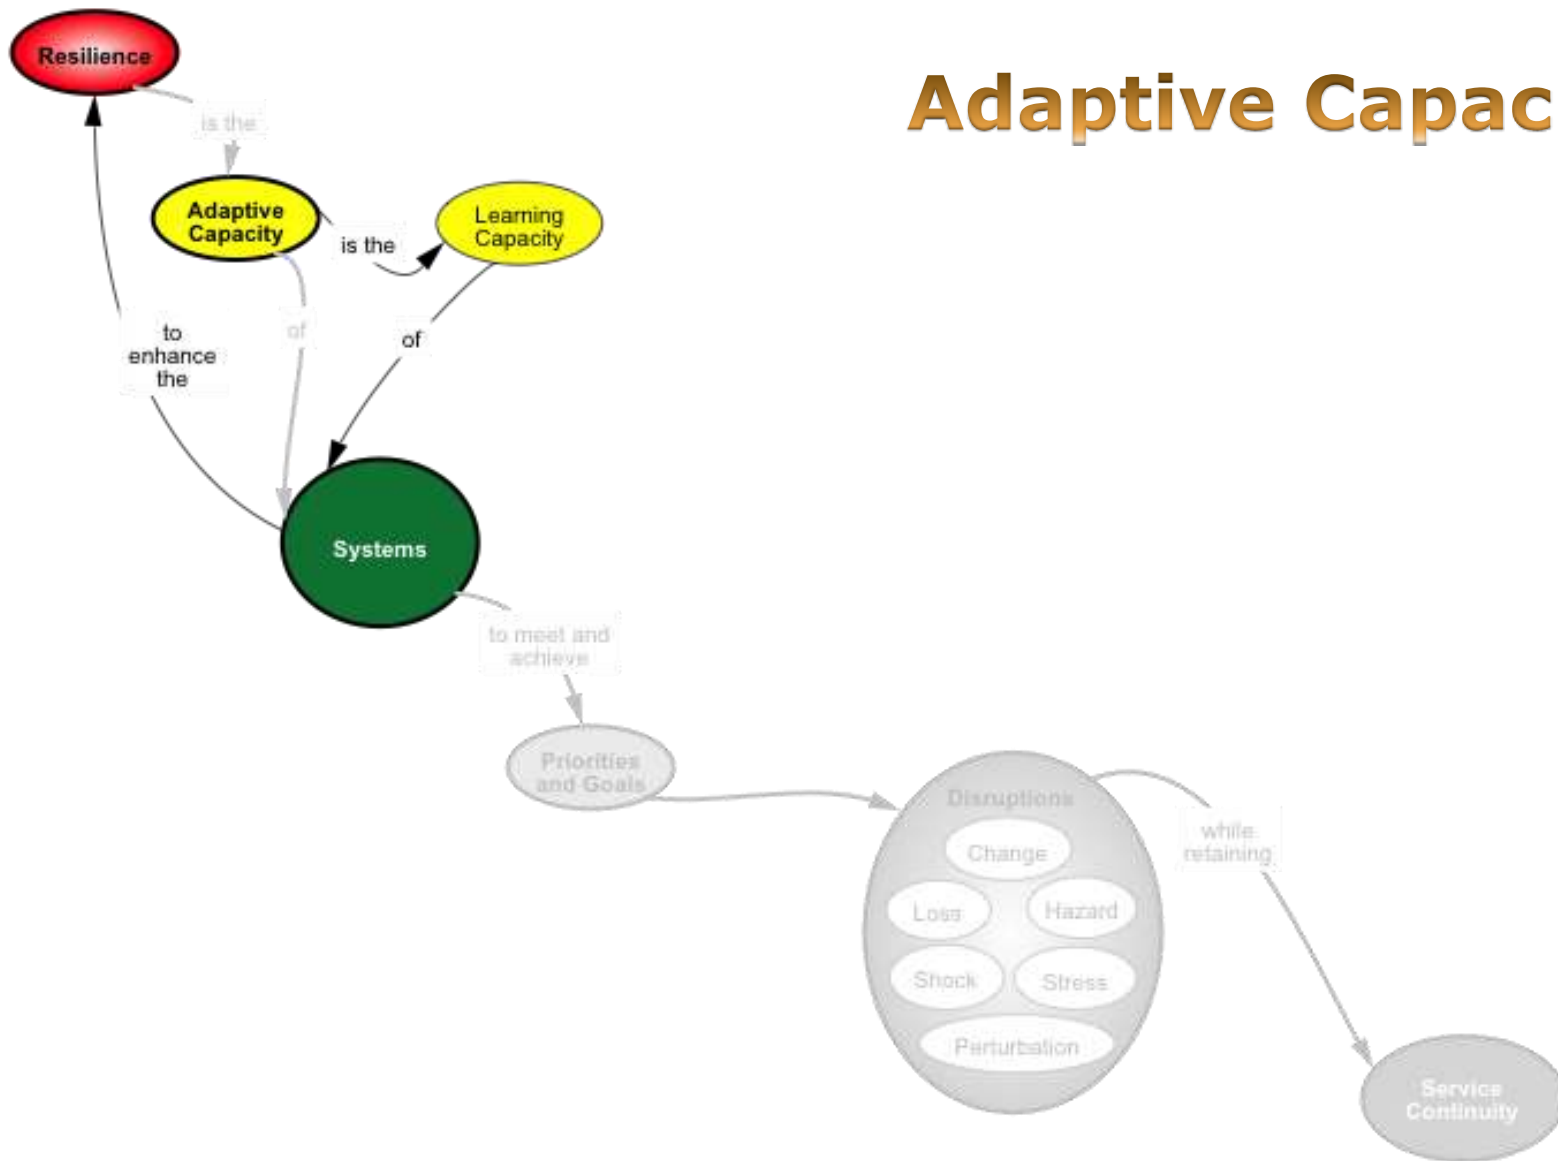 Resilience
Adaptive Capac
is the
Adaptive
Capacity
is the
Learning
Capacity
to
enhance
the
of
of
Systems
to meet and
achieve
Priorities
and Goals
Disruptions
Change
Loss
Hazard
Shock
Stress
Perturbation
while
retaining
Service
Continuity